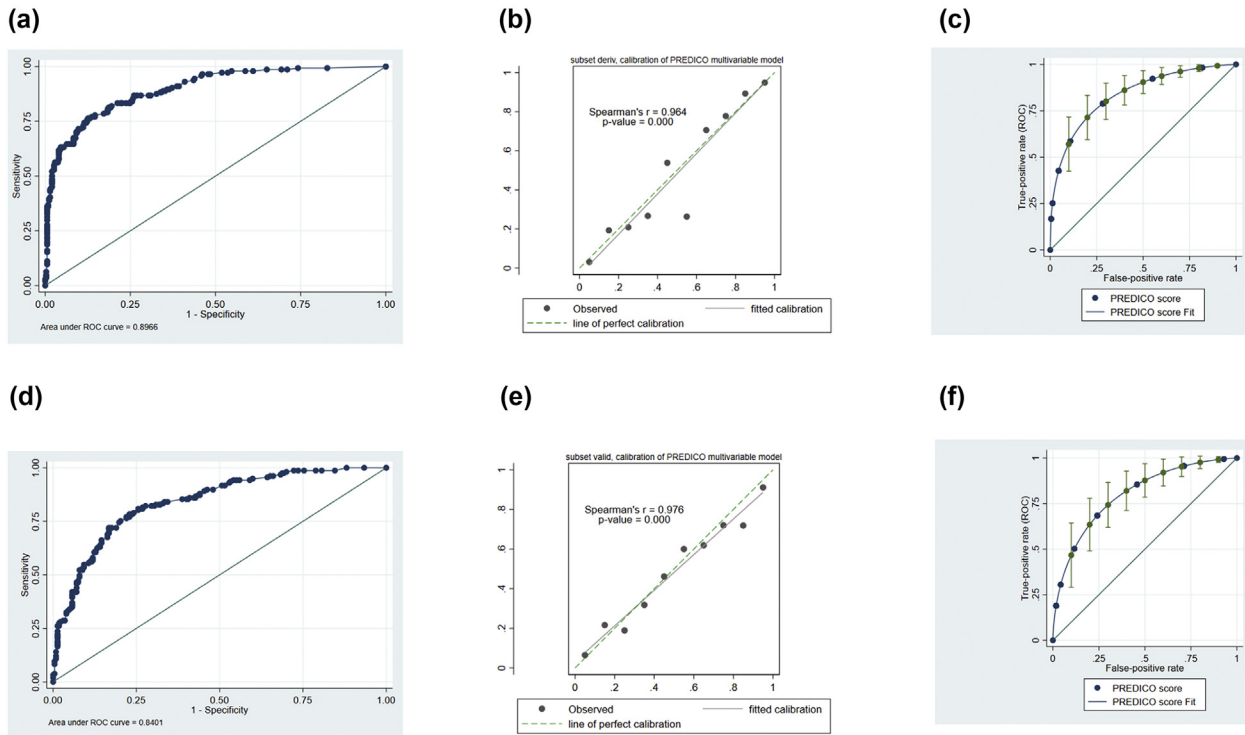 (a)
(b)
(c)
1.00
0.75
0.50
0.25
0.00
Sensitivity
0.00 0.25 0.50 0.75 1.00
1 - Specificity
Area under ROC curve = 0.8966
subset deriv, calibration of PREDICO multivariable model
Spearman's r = 0.964
p-value = 0.000
1
.8
.6
.4
.2
0
0 .2 .4 .6 .8 1
Observed fitted calibration
line of perfect calibration
1
.75
.5
.25
0
True-positive rate (ROC)
0 .25 .5 .75 1
False-positive rate
PREDICO score
PREDICO score Fit
(d)
(e)
(f)
1.00
0.75
0.50
0.25
0.00
Sensitivity
0.00 0.25 0.50 0.75 1.00
1 - Specificity
Area under ROC curve = 0.8401
subset valid, calibration of PREDICO multivariable model
Spearman's r = 0.976
p-value = 0.000
1
.8
.6
.4
.2
0
0 .2 .4 .6 .8 1
Observed fitted calibration
line of perfect calibration
1
.75
.5
.25
0
True-positive rate (ROC)
0 .25 .5 .75 1
False-positive rate
PREDICO score
PREDICO score Fit